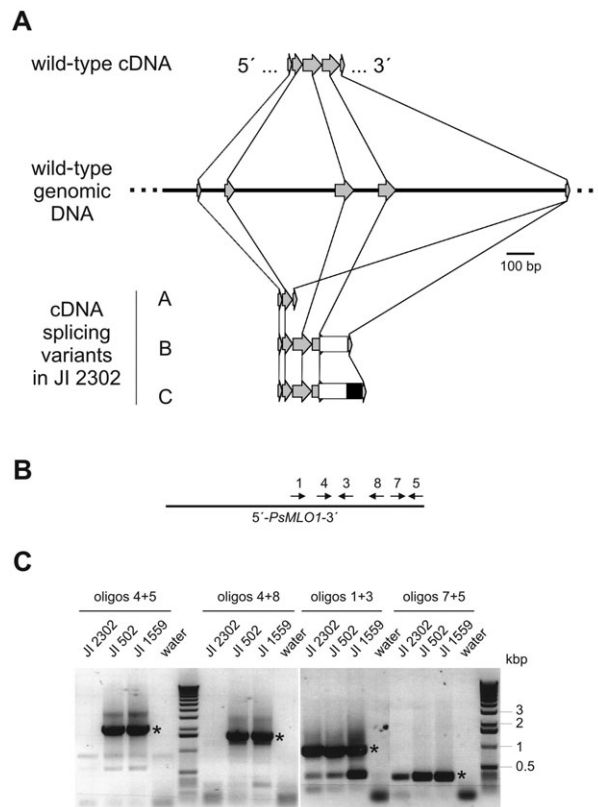 A
wild-type cDNA 5´ ... ... 3´
wild-type
genomic
DNA
100 bp
cDNA
splicing
variants
in JI 2302
A
B
C
B
1 4 3 8 7 5
5´-PsMLO1-3´
C
oligos 4+5 oligos 4+8 oligos 1+3 oligos 7+5
JI 2302 JI 502 JI 1559 water JI 2302 JI 502 JI 1559 water JI 2302 JI 502 JI 1559 water JI 2302 JI 502 JI 1559 water
kbp
3
2
* * * 1
* 0.5